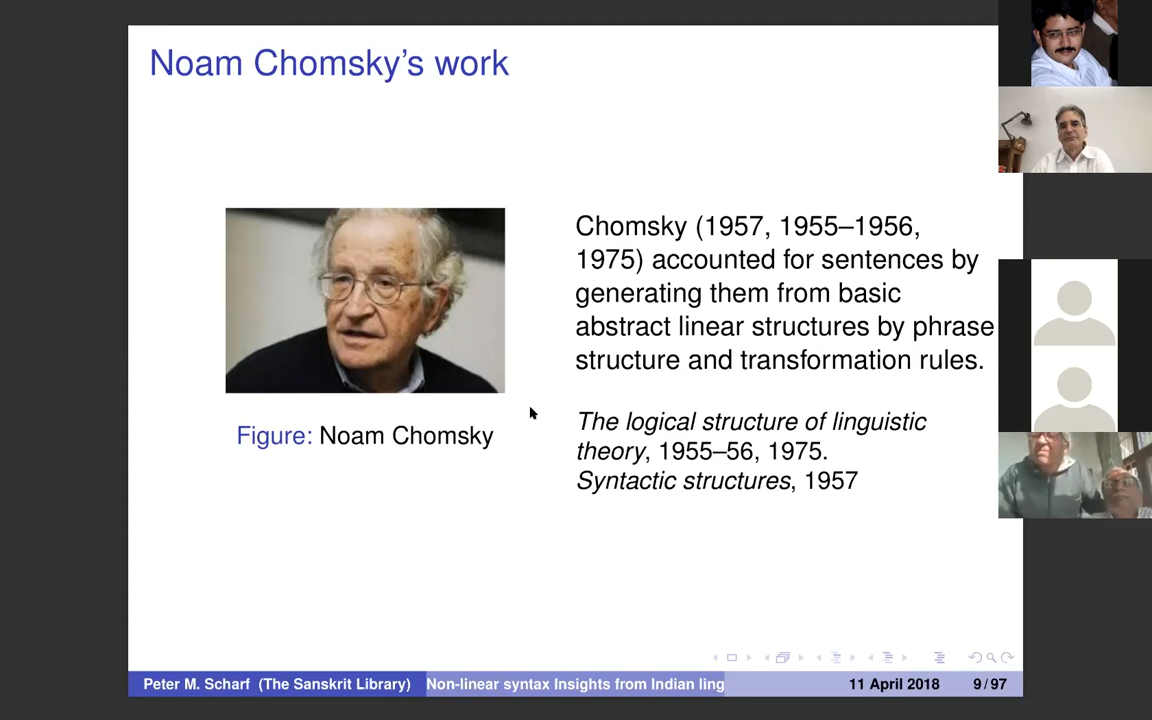 Noam Chomsky's work
Chomsky (1957, 1955–1956,
1975) accounted for sentences by
generating them from basic
abstract linear structures by phrase
structure and transformation rules.
Figure: Noam Chomsky
The logical structure of linguistic
theory, 1955–56, 1975.
Syntactic structures, 1957
Peter M. Scharf (The Sanskrit Library) Non-linear syntax Insights from Indian ling 11 April 2018 9/97